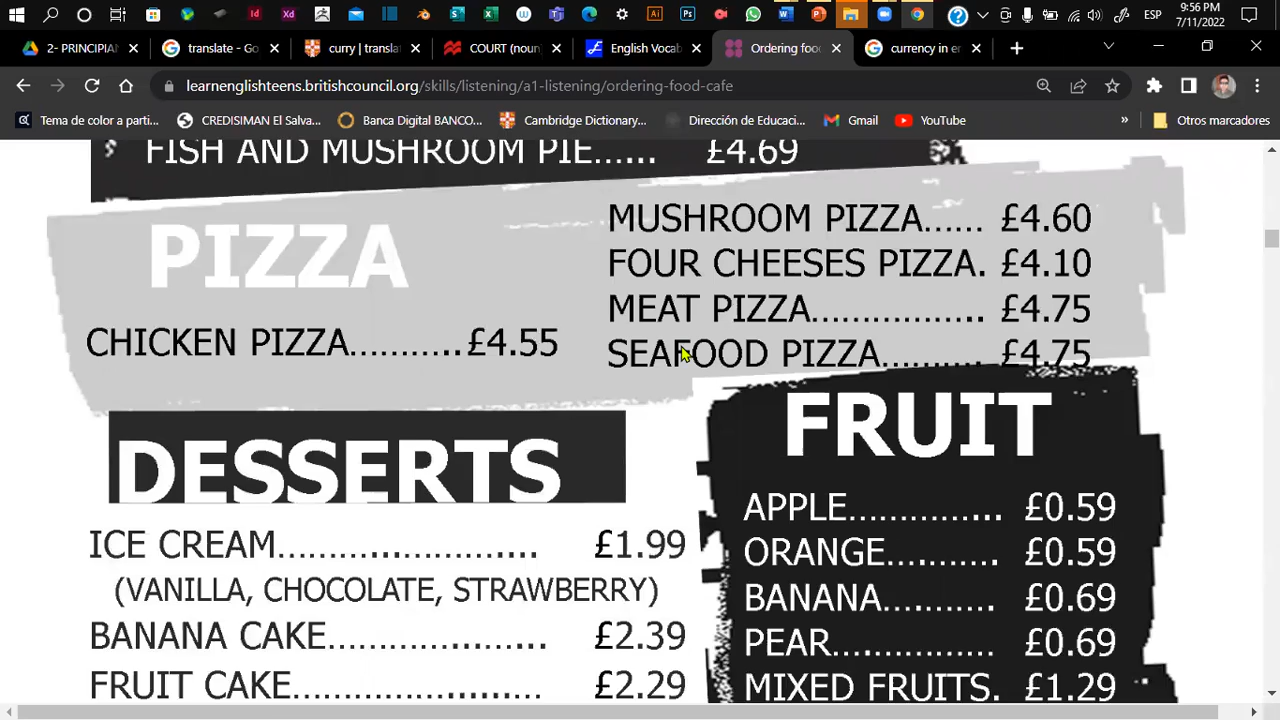 9:56 PM
ESP
7/11/2022
2- PRINCIPIAN
translate - Go
curry | transla
COURT (noun
English Vocab
Ordering foo
currency in e
learnenglishteens.britishcouncil.org/skills/listening/a1-listening/ordering-food-cafe
Tema de color a parti...
CREDISIMAN El Salva...
Banca Digital BANCO...
Cambridge Dictionary...
Dirección de Educaci...
Gmail
YouTube
»
Otros marcadores
FISH AND MUSHROOM PIE...... £4.69
PIZZA
CHICKEN PIZZA........... £4.55
MUSHROOM PIZZA...... £4.60
FOUR CHEESES PIZZA. £4.10
MEAT PIZZA................. £4.75
SEAFOOD PIZZA.......... £4.75
DESSERTS
ICE CREAM.......................... £1.99
(VANILLA, CHOCOLATE, STRAWBERRY)
BANANA CAKE...................... £2.39
FRUIT CAKE......................... £2.29
FRUIT
APPLE............... £0.59
ORANGE........... £0.59
BANANA........... £0.69
PEAR................ £0.69
MIXED FRUITS. £1.29